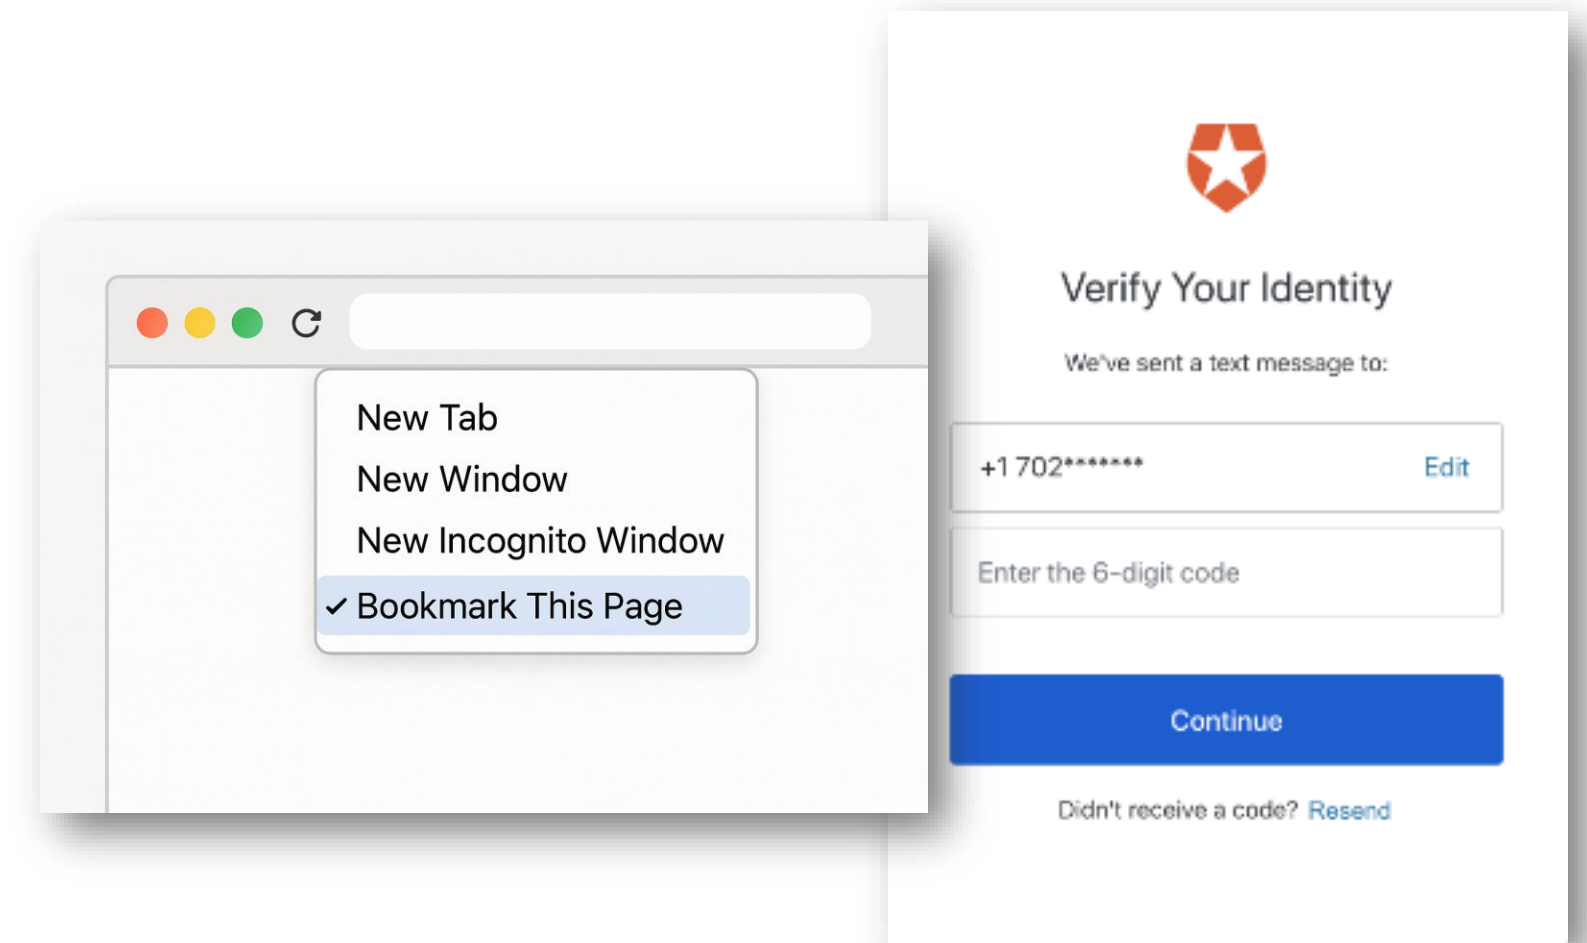 New Tab
New Window
New Incognito Window
Bookmark This Page
Verify Your Identity
We've sent a text message to:
+1 702*******
Edit
Enter the 6-digit code
Continue
Didn't receive a code? Resend